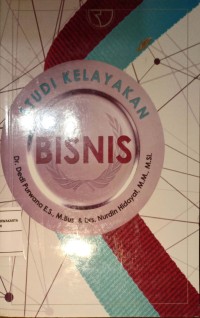 STUDI KELAYAKAN
BISNIS
Dr. Dedi Purwana E.S., M.Bus & Drs. Nurdin Hidayat, M.M., M.Si.